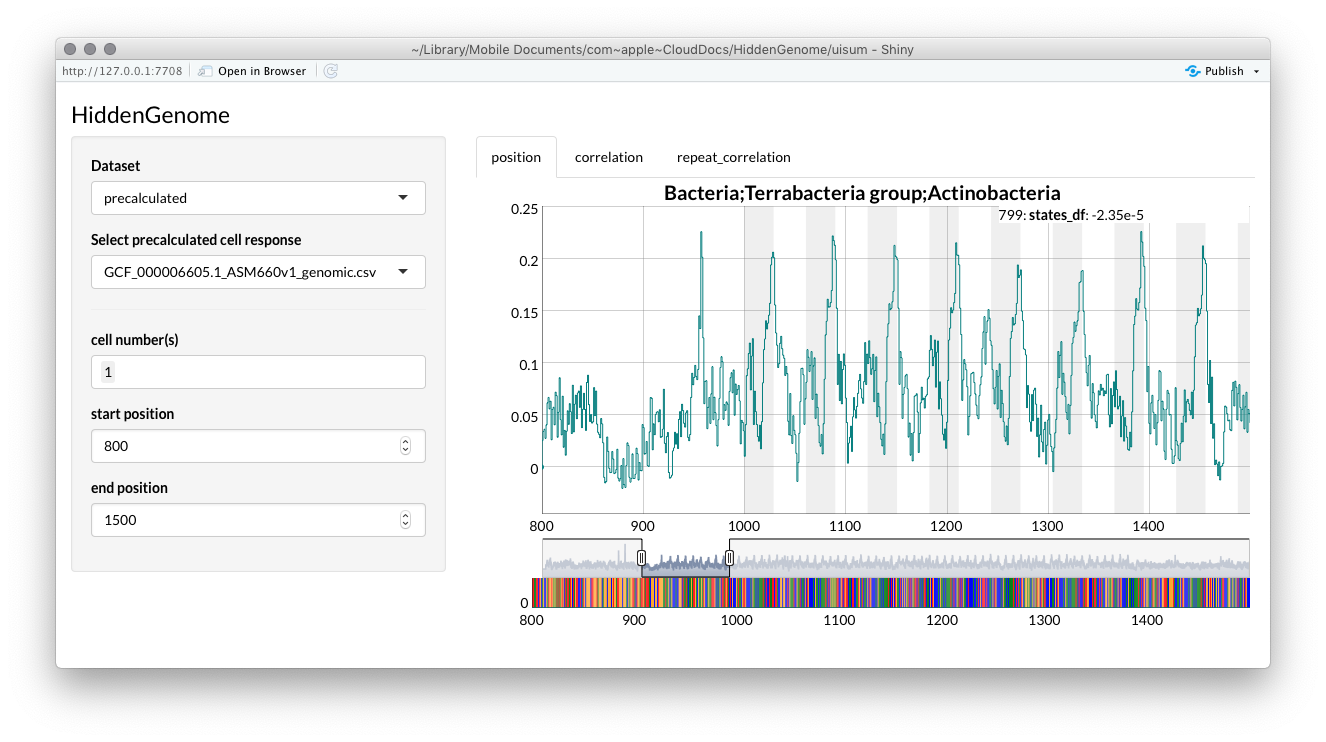 ~/Library/Mobile Documents/com~apple~CloudDocs/HiddenGenome/uisum - Shiny
http://127.0.0.1:7708 Open in Browser Publish
HiddenGenome
Dataset
precalculated
Select precalculated cell response
GCF_000006605.1_ASM660v1_genomic.csv
cell number(s)
1
start position
800
end position
1500
position correlation repeat_correlation
Bacteria;Terrabacteria group;Actinobacteria
799: states_df: -2.35e-5
0.25
0.2
0.15
0.1
0.05
0
800 900 1000 1100 1200 1300 1400
0
800 900 1000 1100 1200 1300 1400